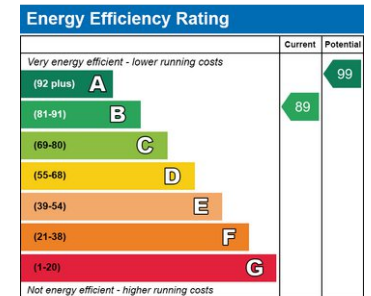 Energy Efficiency Rating
Current Potential
Very energy efficient - lower running costs
(92 plus) A 99
(81-91) B 89
(69-80) C
(55-68) D
(39-54) E
(21-38) F
(1-20) G
Not energy efficient - higher running costs